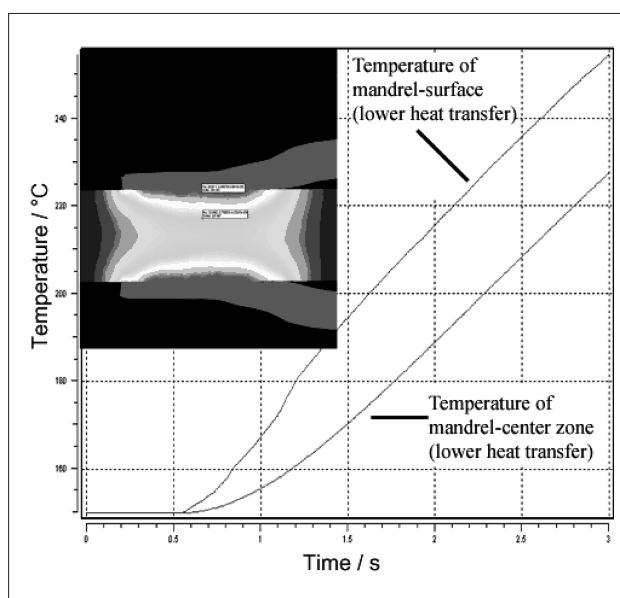 Temperature of
mandrel-surface
(lower heat transfer)
240
220
200
180
160
Temperature / °C
Temperature of
mandrel-center zone
(lower heat transfer)
0 0.5 1 1.5 2 2.5 3
Time / s